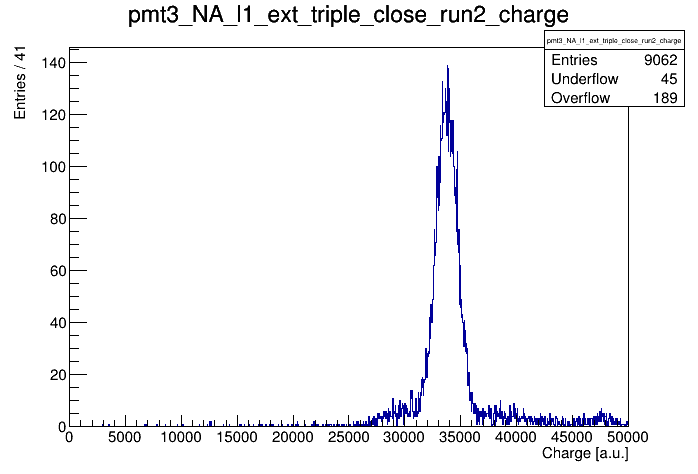 pmt3_NA_l1_ext_triple_close_run2_charge
pmt3_NA_l1_ext_triple_close_run2_charge
Entries 9062
Underflow 45
Overflow 189
Entries / 41
140
120
100
80
60
40
20
0
0 5000 10000 15000 20000 25000 30000 35000 40000 45000 50000
Charge [a.u.]